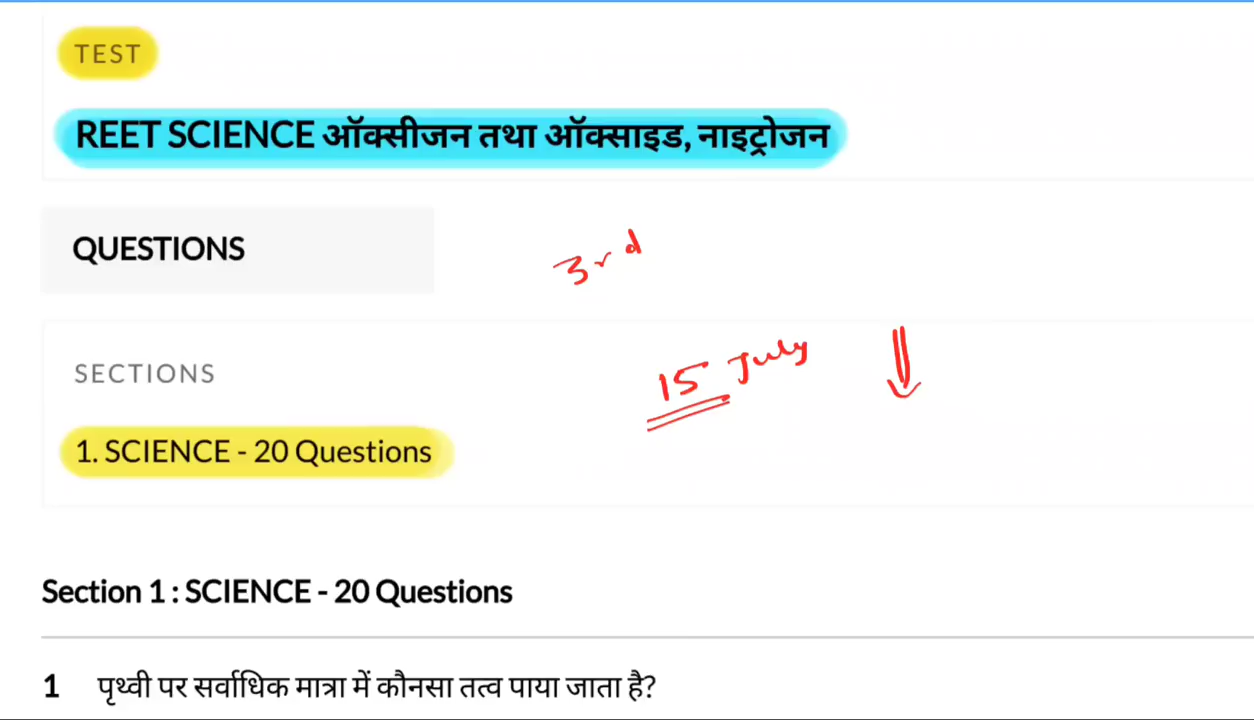 TEST
REET SCIENCE ऑक्सीजन तथा ऑक्साइड, नाइट्रोजन
QUESTIONS
3rd
SECTIONS
15 July
1. SCIENCE - 20 Questions
Section 1 : SCIENCE - 20 Questions
1 पृथ्वी पर सर्वाधिक मात्रा में कौनसा तत्व पाया जाता है?